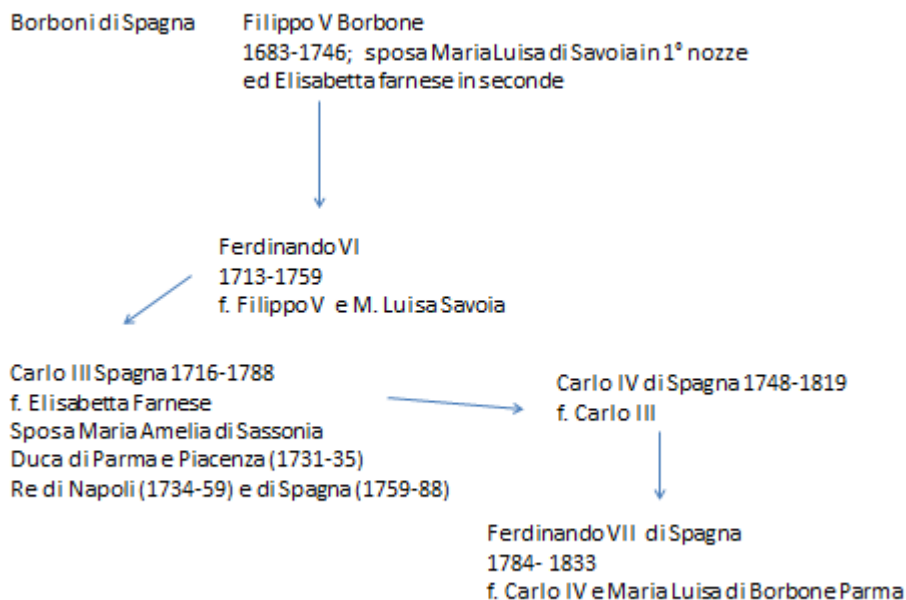 Borboni di Spagna
Filippo V Borbone
1683-1746; sposa Maria Luisa di Savoia in 1° nozze
ed Elisabetta farnese in seconde
Ferdinando VI
1713-1759
f. Filippo V e M. Luisa Savoia
Carlo III Spagna 1716-1788
f. Elisabetta Farnese
Sposa Maria Amelia di Sassonia
Duca di Parma e Piacenza (1731-35)
Re di Napoli (1734-59) e di Spagna (1759-88)
Carlo IV di Spagna 1748-1819
f. Carlo III
Ferdinando VII di Spagna
1784- 1833
f. Carlo IV e Maria Luisa di Borbone Parma